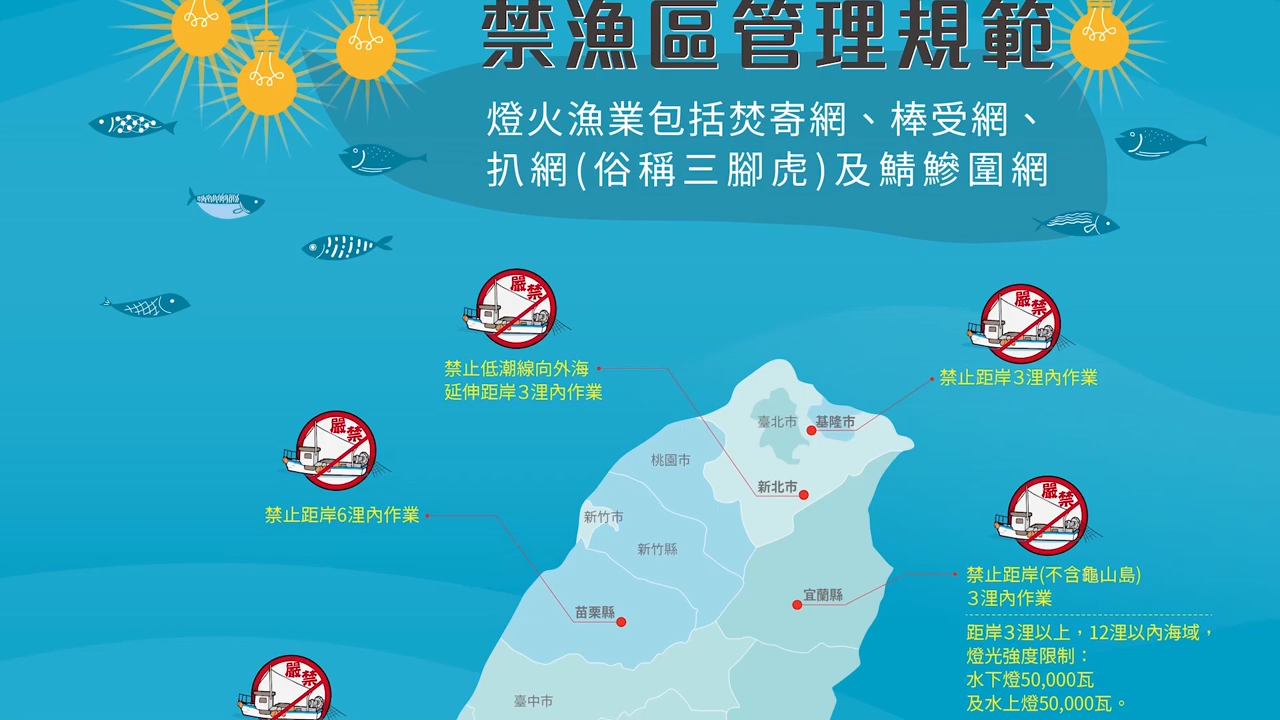 禁漁區管理規範
燈火漁業包括焚寄網、棒受網、
扒網(俗稱三腳虎)及鯖鰺圍網
嚴禁
禁止低潮線向外海
延伸距岸3浬內作業
嚴禁
禁止距岸3浬內作業
嚴禁
禁止距岸6浬內作業
嚴禁
禁止距岸(不含龜山島)
3浬內作業
距岸3浬以上，12浬以內海域，
燈光強度限制：
水下燈50,000瓦
及水上燈50,000瓦。
嚴禁
臺北市
基隆市
桃園市
新北市
新竹市
新竹縣
宜蘭縣
苗栗縣
臺中市